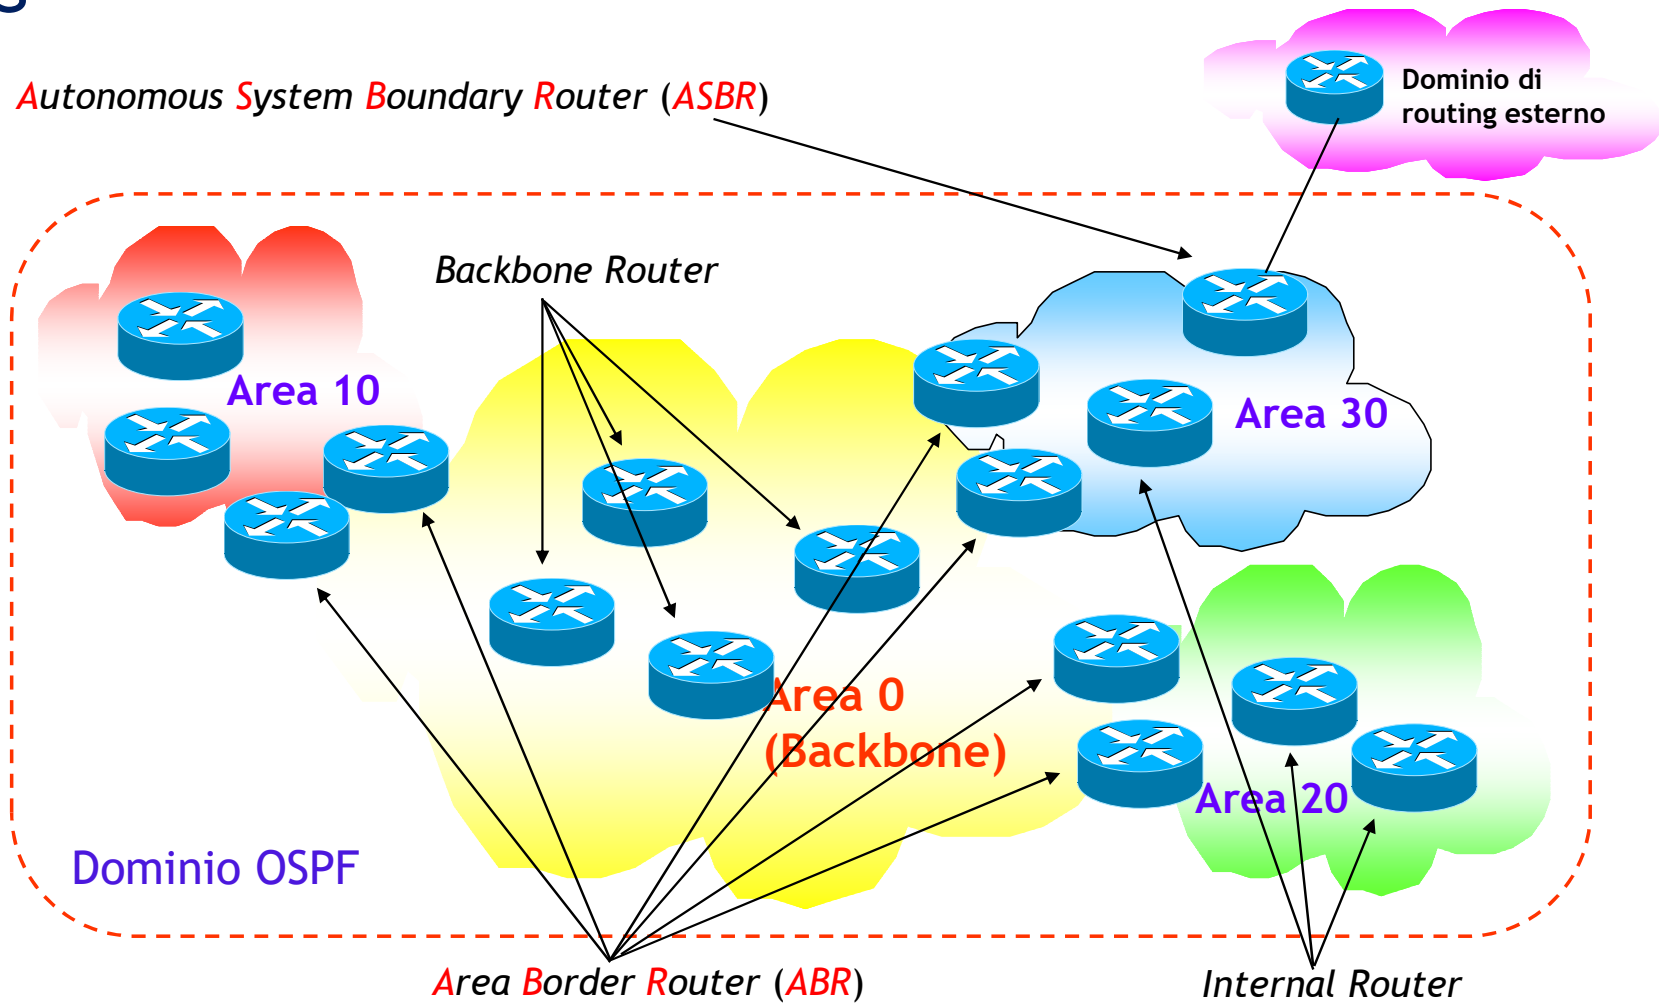 Autonomous System Boundary Router (ASBR)
Dominio di
routing esterno
Backbone Router
Area 10
Area 30
Area 0
(Backbone)
Area 20
Dominio OSPF
Area Border Router (ABR)
Internal Router